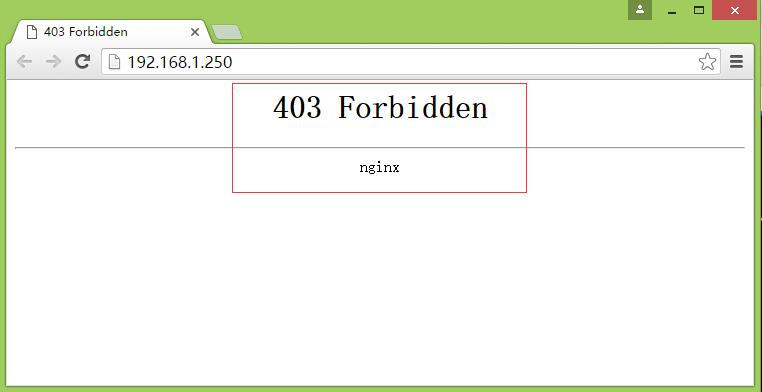 403 Forbidden
192.168.1.250
403 Forbidden
nginx